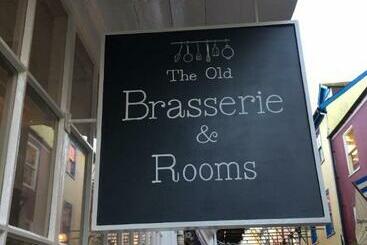 The Old
Brasserie
&
Rooms